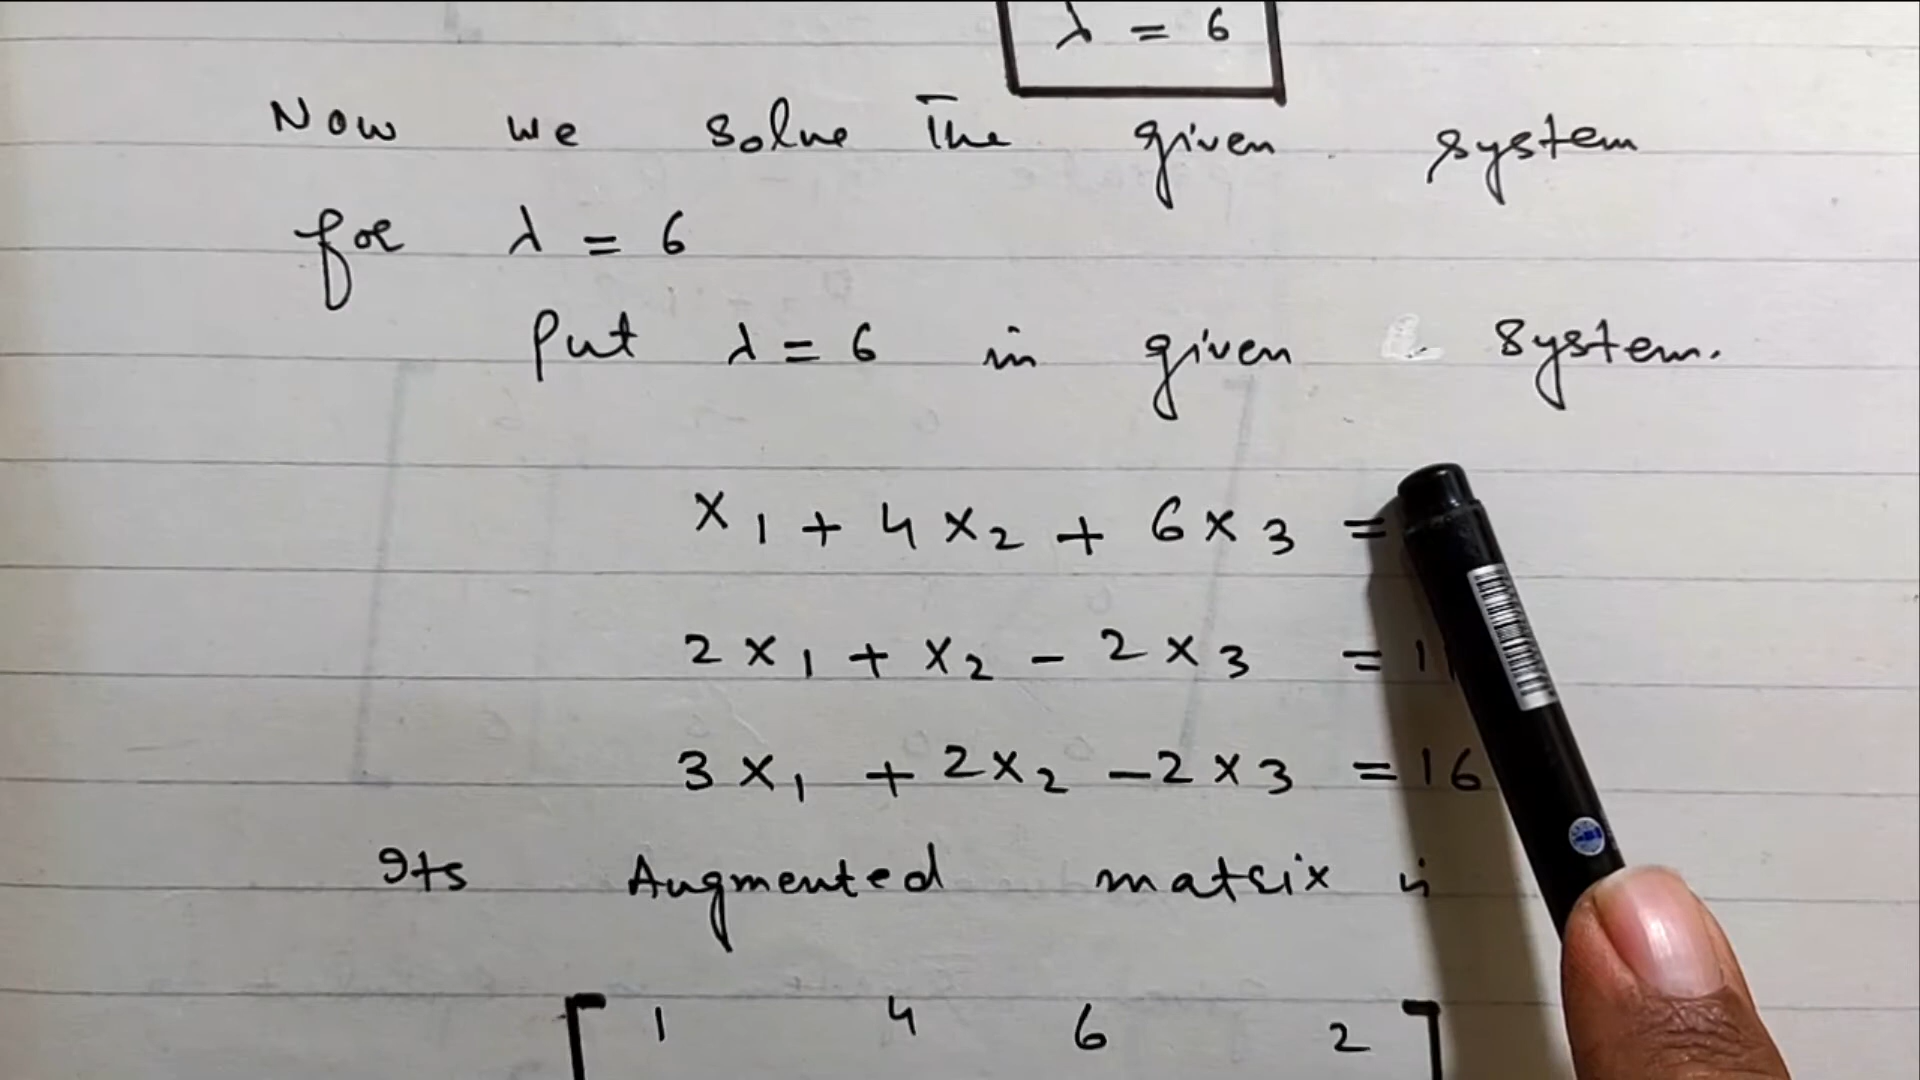 λ = 6
Now we solve The given system
for λ = 6
Put λ = 6 in given system.
x₁ + 4x₂ + 6x₃ =
2x₁ + x₂ - 2x₃ = 1
3x₁ + 2x₂ - 2x₃ = 16
Its Augmented matrix is
1 4 6 2